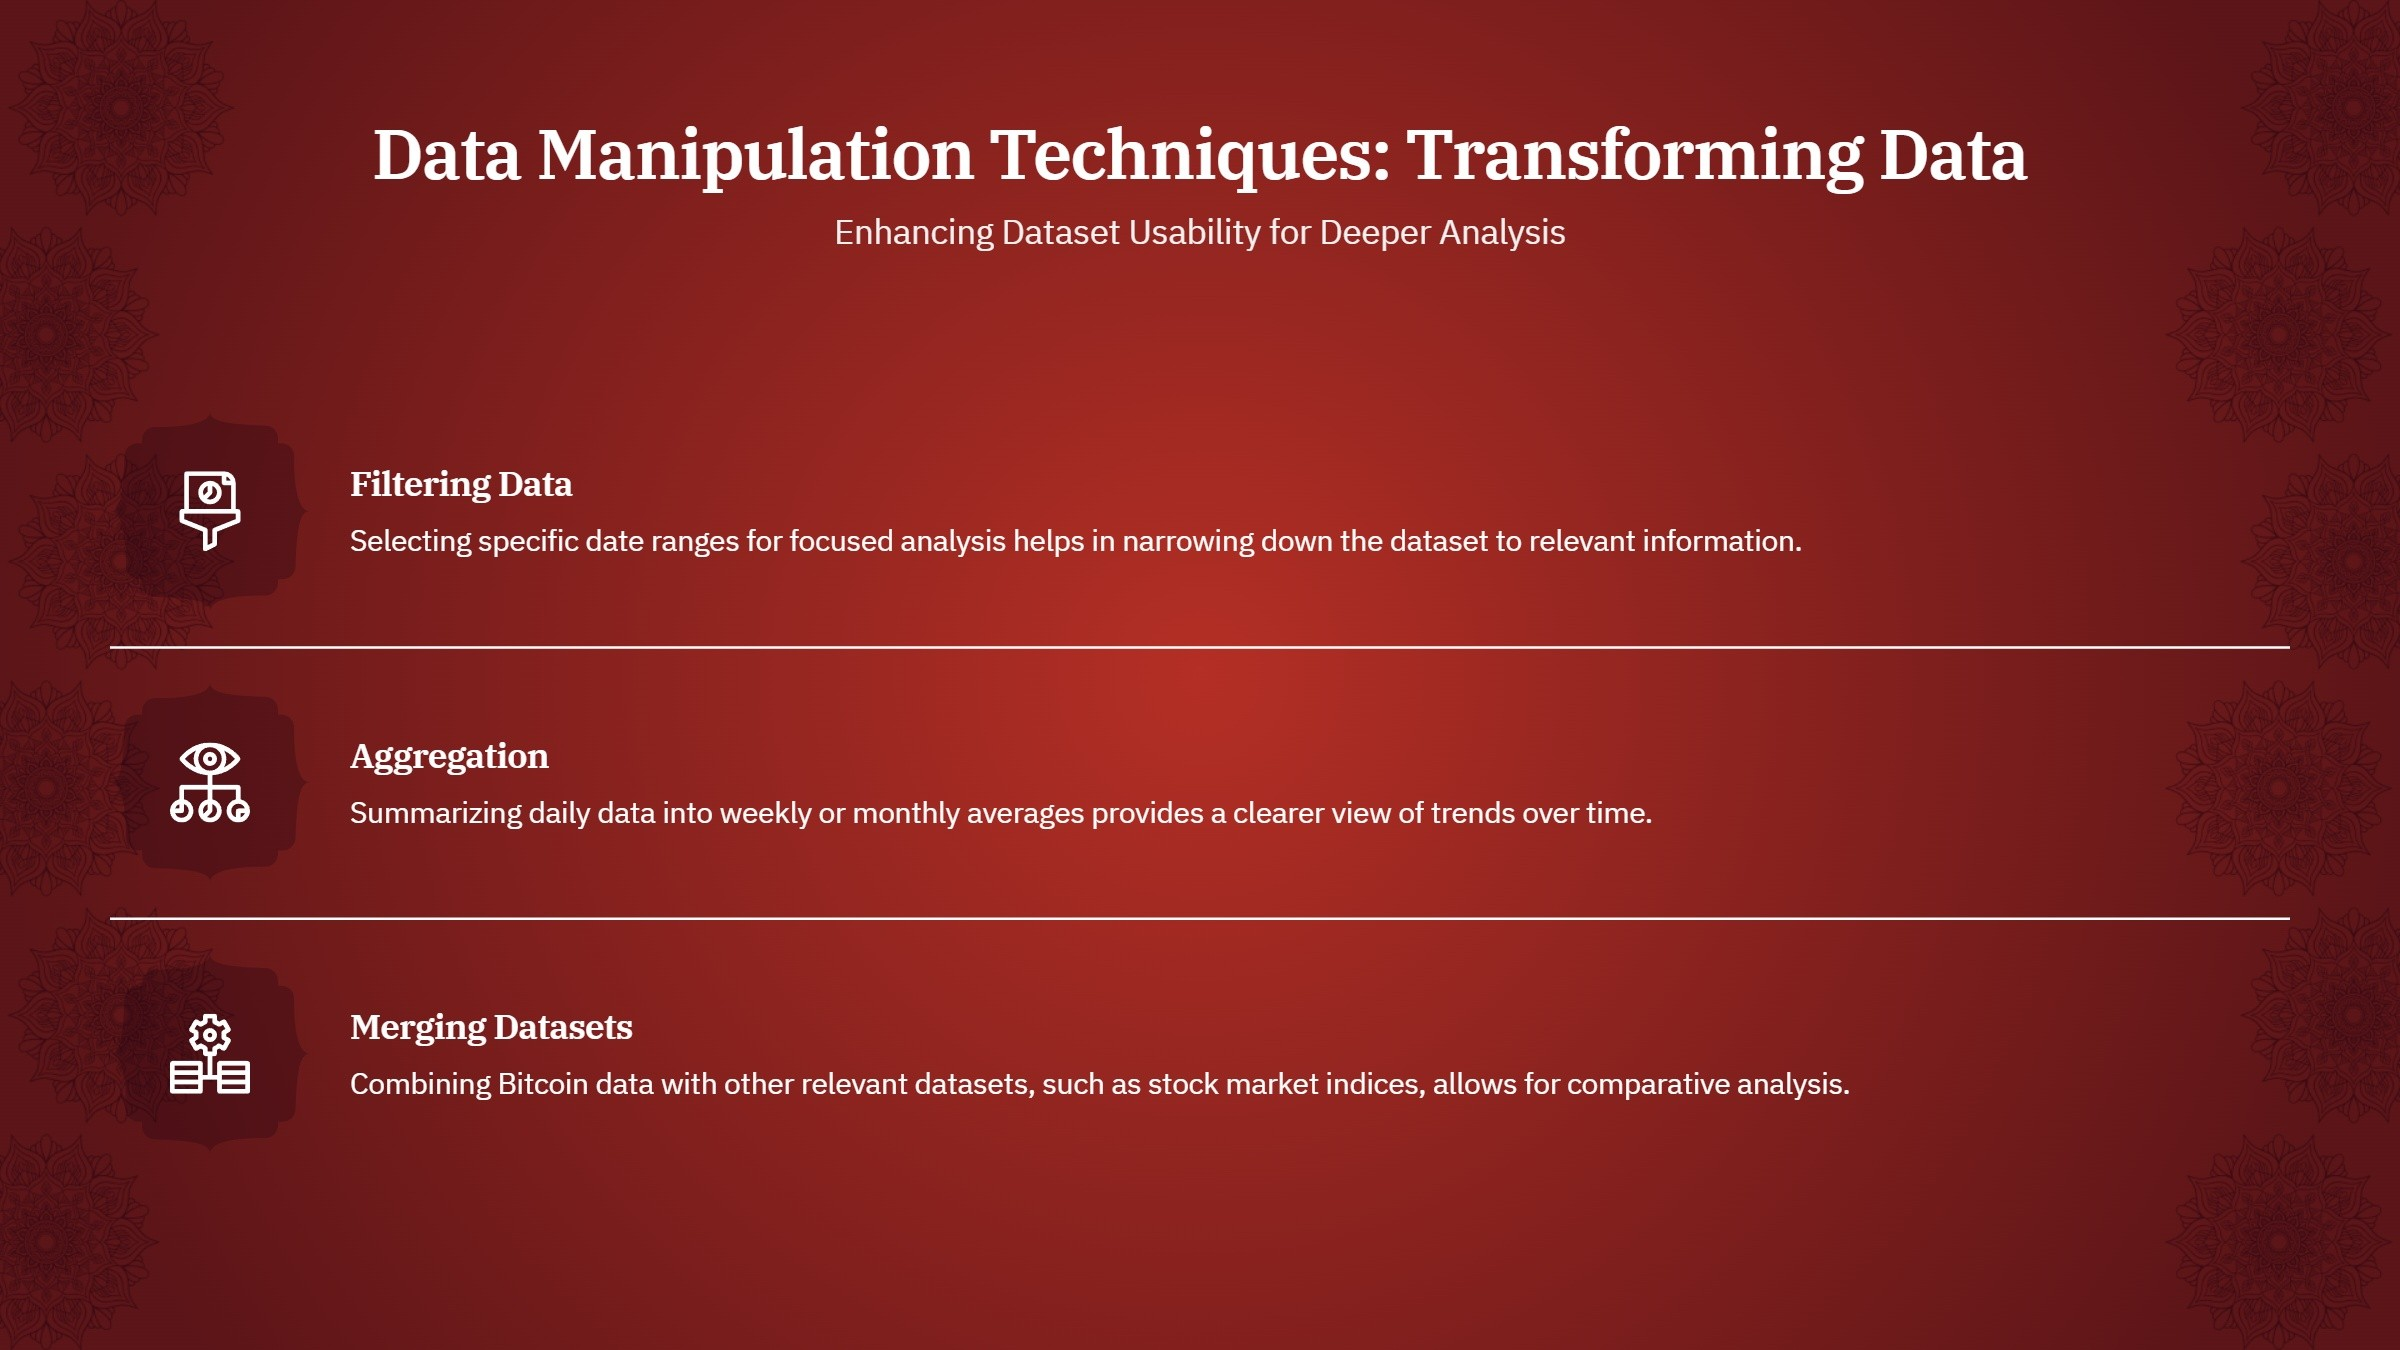 Data Manipulation Techniques: Transforming Data
Enhancing Dataset Usability for Deeper Analysis
Filtering Data
Selecting specific date ranges for focused analysis helps in narrowing down the dataset to relevant information.
Aggregation
Summarizing daily data into weekly or monthly averages provides a clearer view of trends over time.
Merging Datasets
Combining Bitcoin data with other relevant datasets, such as stock market indices, allows for comparative analysis.